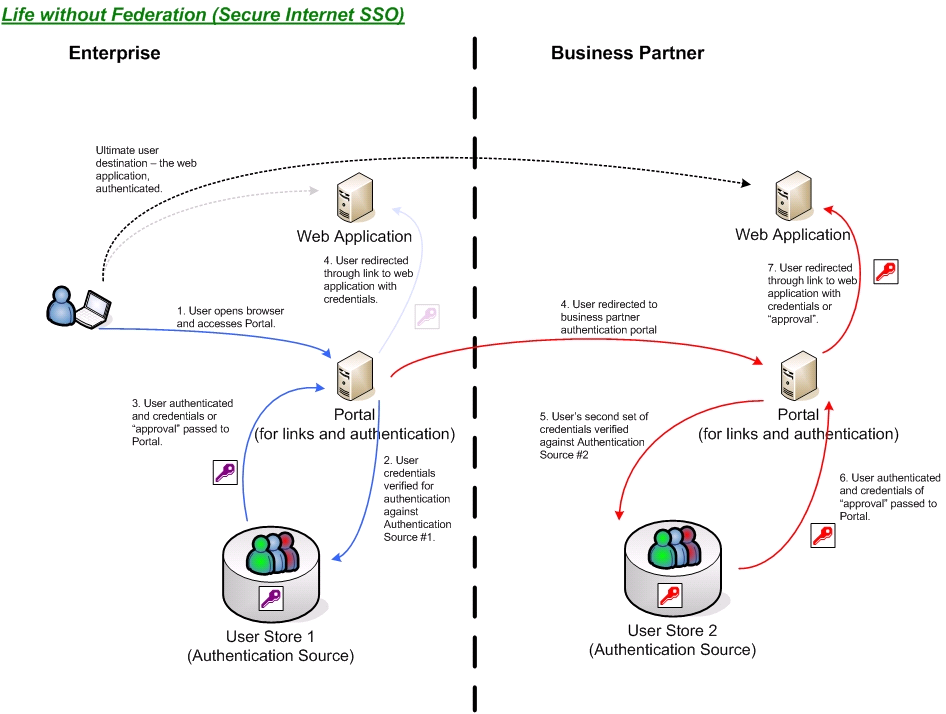 Life without Federation (Secure Internet SSO)
Enterprise
Business Partner
Ultimate user
destination – the web
application,
authenticated.
Web Application
4. User redirected
through link to web
application with
credentials.
1. User opens browser
and accesses Portal.
3. User authenticated
and credentials or
“approval” passed to
Portal.
Portal
(for links and authentication)
2. User
credentials
verified for
authentication
against
Authentication
Source #1.
User Store 1
(Authentication Source)
Web Application
7. User redirected
through link to web
application with
credentials or
“approval”.
4. User redirected to
business partner
authentication portal
Portal
(for links and authentication)
5. User’s second set of
credentials verified
against Authentication
Source #2
6. User authenticated
and credentials of
“approval” passed to
Portal.
User Store 2
(Authentication Source)